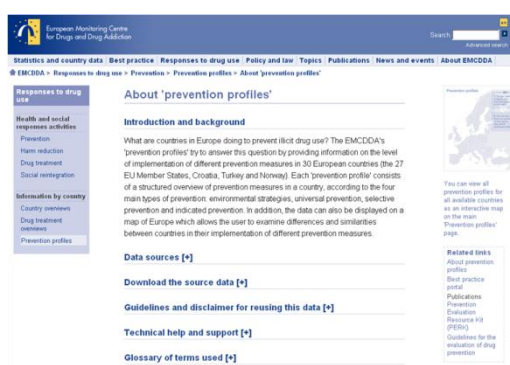 European Monitoring Centre
for Drugs and Drug Addiction
Search
Advanced search
Statistics and country data Best practice Responses to drug use Policy and law Topics Publications News and events About EMCDDA
EMCDDA > Responses to drug use > Prevention > Prevention profiles > About 'prevention profiles'
Responses to drug
use
Health and social
responses activities
Prevention
Harm reduction
Drug treatment
Social reintegration
Information by country
Country overviews
Drug treatment
overviews
Prevention profiles
About 'prevention profiles'
Introduction and background
What are countries in Europe doing to prevent illicit drug use? The EMCDDA's
'prevention profiles' try to answer this question by providing information on the level
of implementation of different prevention measures in 30 European countries (the 27
EU Member States, Croatia, Turkey and Norway). Each 'prevention profile' consists
of a structured overview of prevention measures in a country, according to the four
main types of prevention: environmental strategies, universal prevention, selective
prevention and indicated prevention. In addition, the data can also be displayed on a
map of Europe which allows the user to examine differences and similarities
between countries in their implementation of different prevention measures.
Data sources [+]
Download the source data [+]
Guidelines and disclaimer for reusing this data [+]
Technical help and support [+]
Glossary of terms used [+]
Prevention profiles
You can view all
prevention profiles for
all available countries
as an interactive map
on the main
'Prevention profiles'
page.
Related links
About prevention
profiles
Best practice
portal
Publications
Prevention
Evaluation
Resource Kit
(PERK)
Guidelines for the
evaluation of drug
prevention